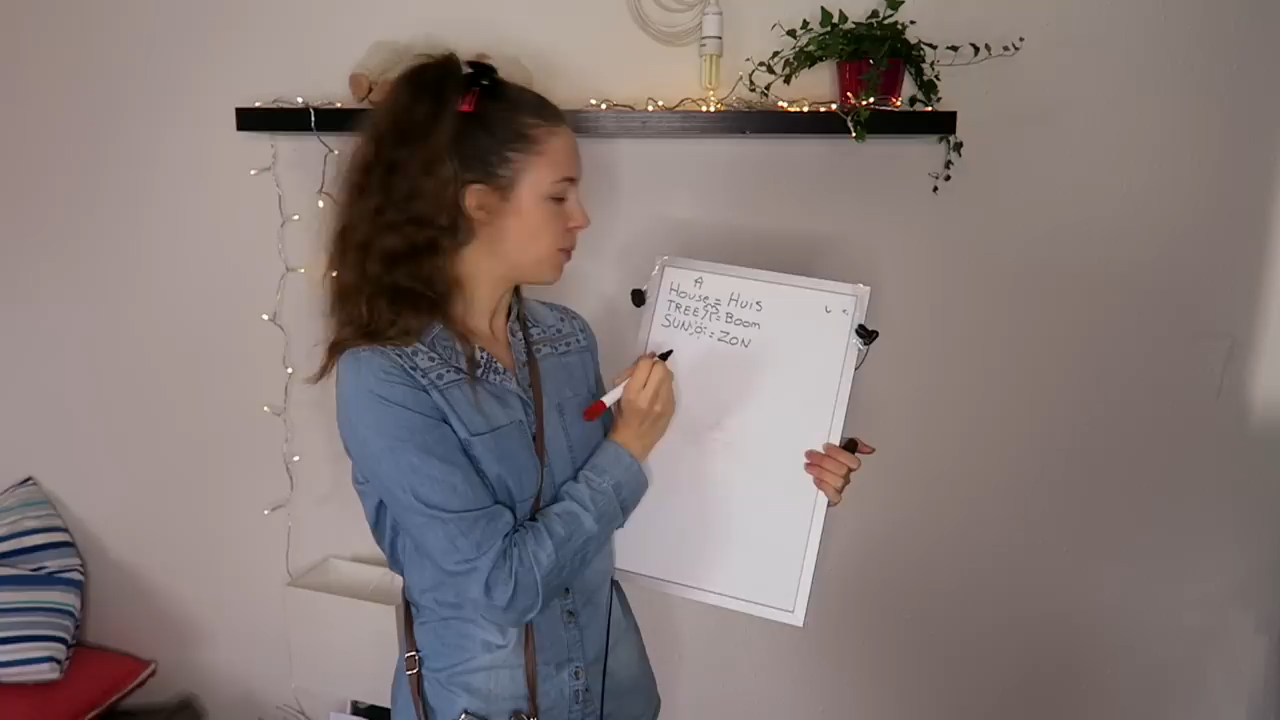 A
House = Huis
TREE = Boom
SUN = ZON